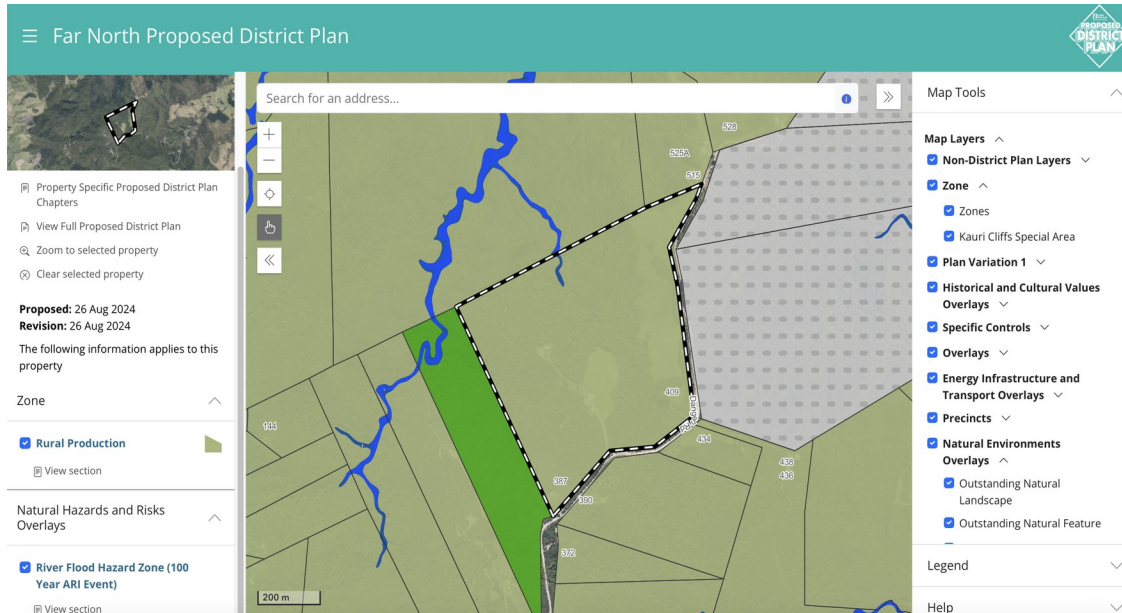 Far North Proposed District Plan
PROPOSED
DISTRICT
PLAN
Property Specific Proposed District Plan
Chapters
View Full Proposed District Plan
Zoom to selected property
Clear selected property
Proposed: 26 Aug 2024
Revision: 26 Aug 2024
The following information applies to this
property
Zone
Rural Production
View section
Natural Hazards and Risks
Overlays
River Flood Hazard Zone (100
Year ARI Event)
View section
Search for an address...
528
525A
515
409
434
438
436
144
387
390
372
200 m
Map Tools
Map Layers
Non-District Plan Layers
Zone
Zones
Kauri Cliffs Special Area
Plan Variation 1
Historical and Cultural Values
Overlays
Specific Controls
Overlays
Energy Infrastructure and
Transport Overlays
Precincts
Natural Environments
Overlays
Outstanding Natural
Landscape
Outstanding Natural Feature
Legend
Help